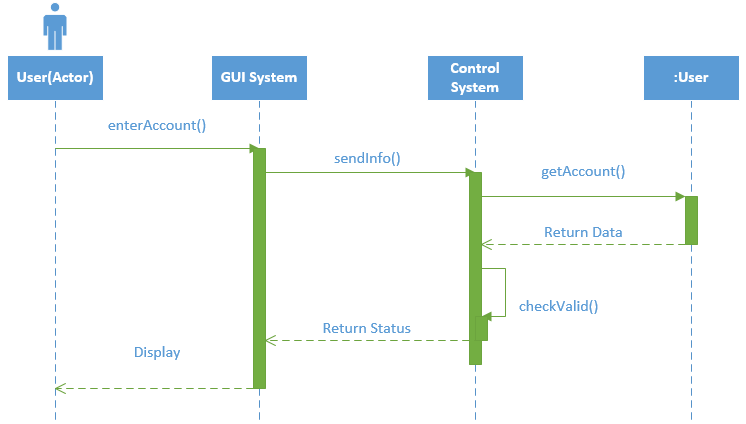 User(Actor)
GUI System
Control
System
:User
enterAccount()
sendInfo()
getAccount()
Return Data
checkValid()
Return Status
Display